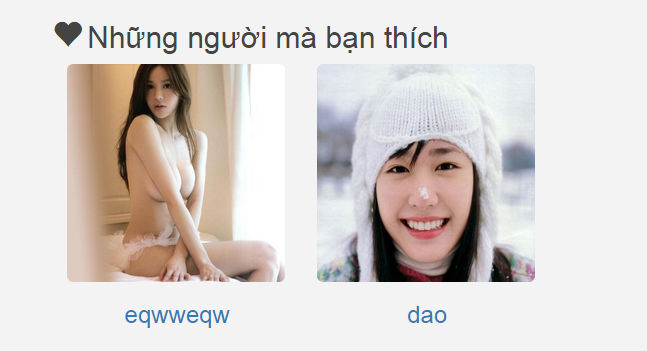 Những người mà bạn thích
eqwweqw
dao